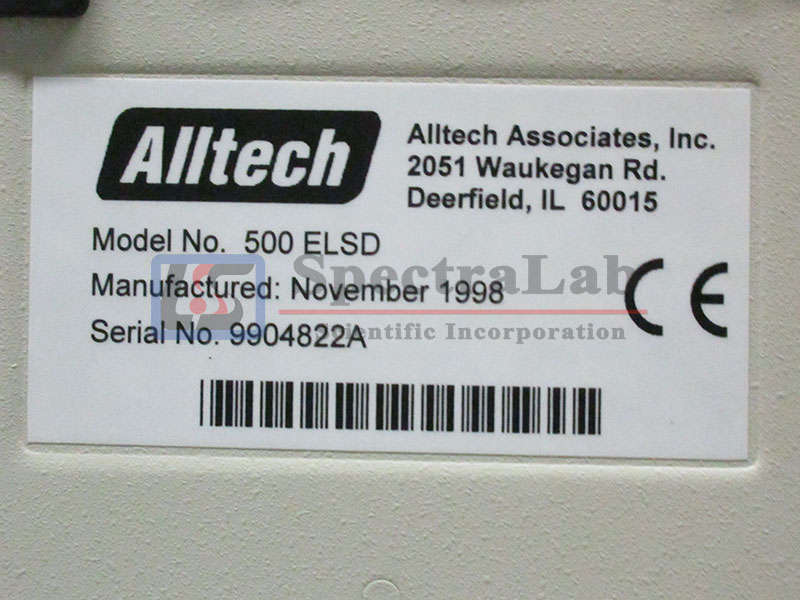 Alltech
Alltech Associates, Inc.
2051 Waukegan Rd.
Deerfield, IL 60015
Model No. 500 ELSD
Manufactured: November 1998
Serial No. 9904822A
CE
SpectraLab
Scientific Incorporation